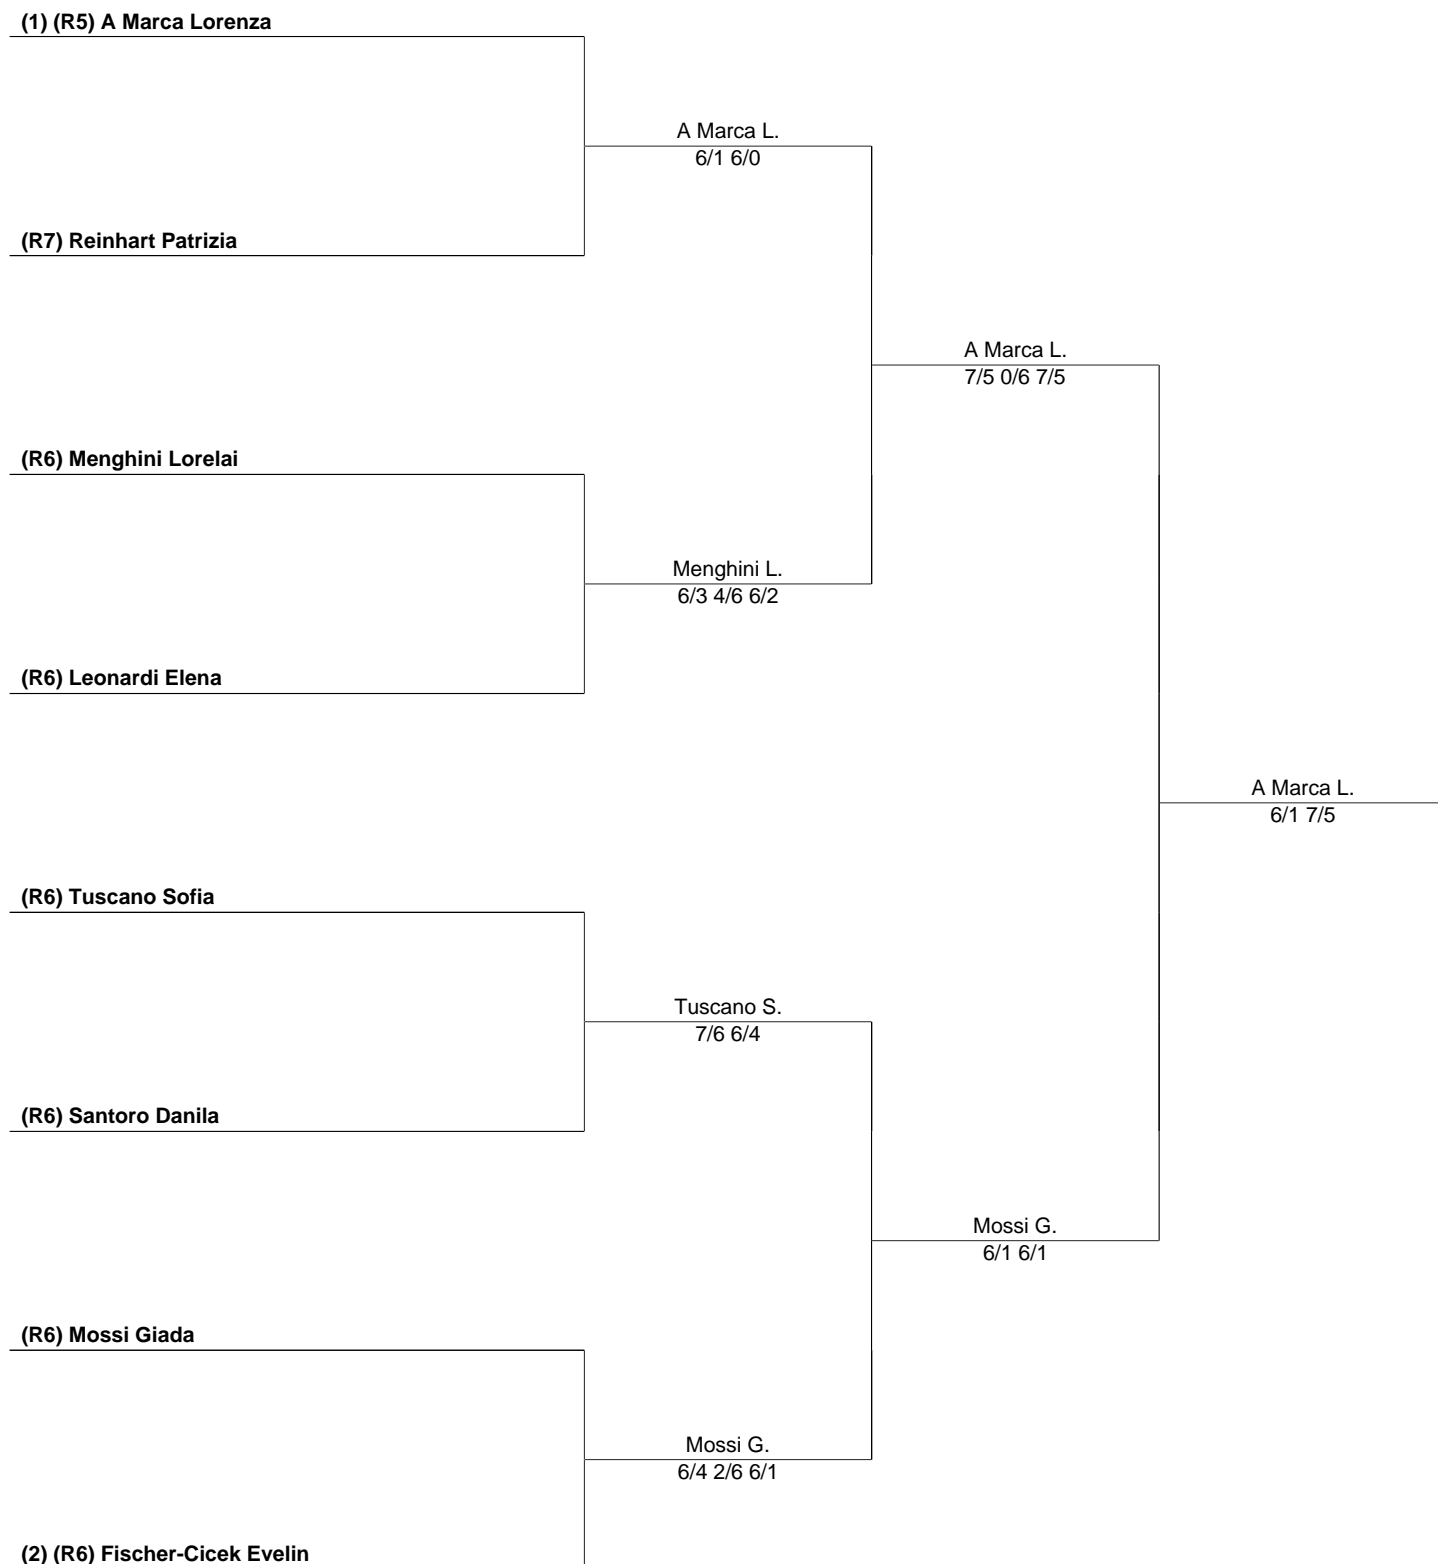 (1) (R5) A Marca Lorenza
A Marca L.
6/1 6/0
(R7) Reinhart Patrizia
A Marca L.
7/5 0/6 7/5
(R6) Menghini Lorelai
Menghini L.
6/3 4/6 6/2
(R6) Leonardi Elena
A Marca L.
6/1 7/5
(R6) Tuscano Sofia
Tuscano S.
7/6 6/4
(R6) Santoro Danila
Mossi G.
6/1 6/1
(R6) Mossi Giada
Mossi G.
6/4 2/6 6/1
(2) (R6) Fischer-Cicek Evelin